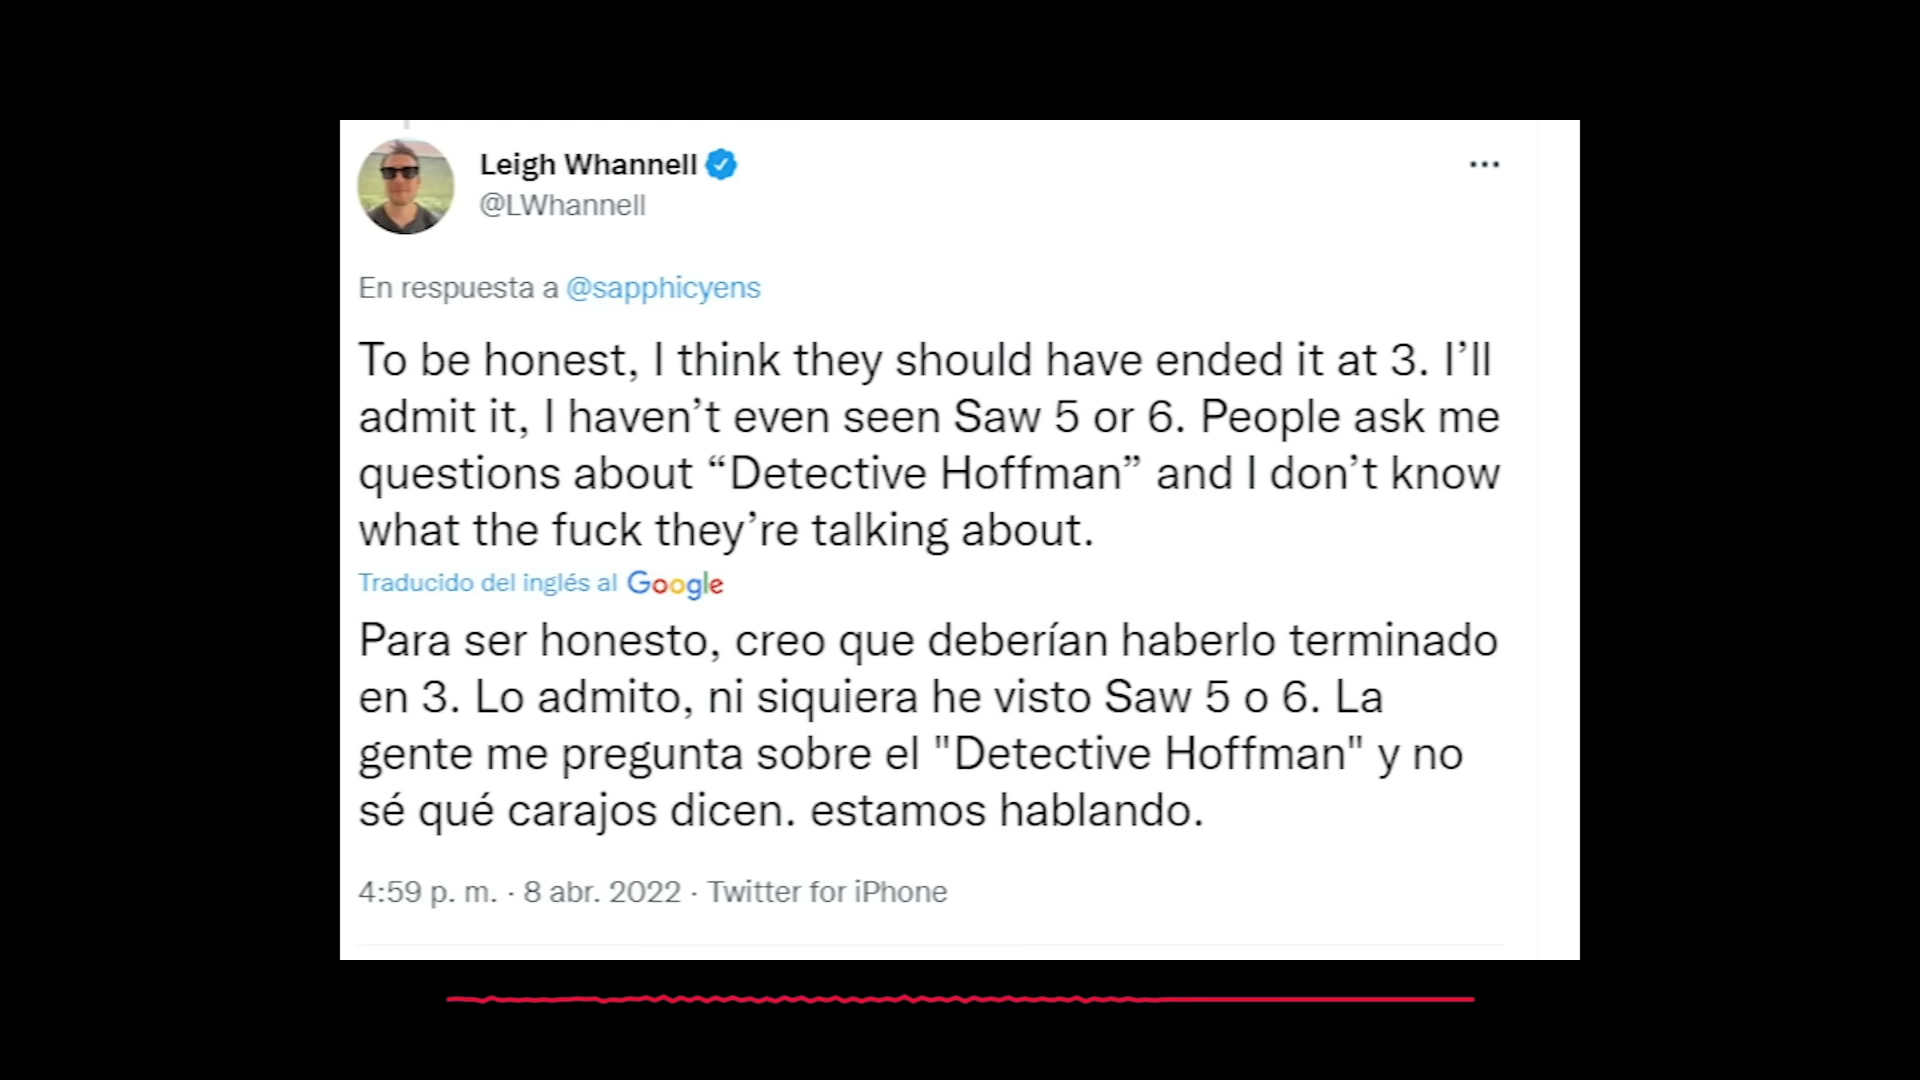 Leigh Whannell
@LWhannell
En respuesta a @sapphicyens
To be honest, I think they should have ended it at 3. I’ll
admit it, I haven’t even seen Saw 5 or 6. People ask me
questions about “Detective Hoffman” and I don’t know
what the fuck they’re talking about.
Traducido del inglés al Google
Para ser honesto, creo que deberían haberlo terminado
en 3. Lo admito, ni siquiera he visto Saw 5 o 6. La
gente me pregunta sobre el "Detective Hoffman" y no
sé qué carajos dicen. estamos hablando.
4:59 p. m. · 8 abr. 2022 · Twitter for iPhone